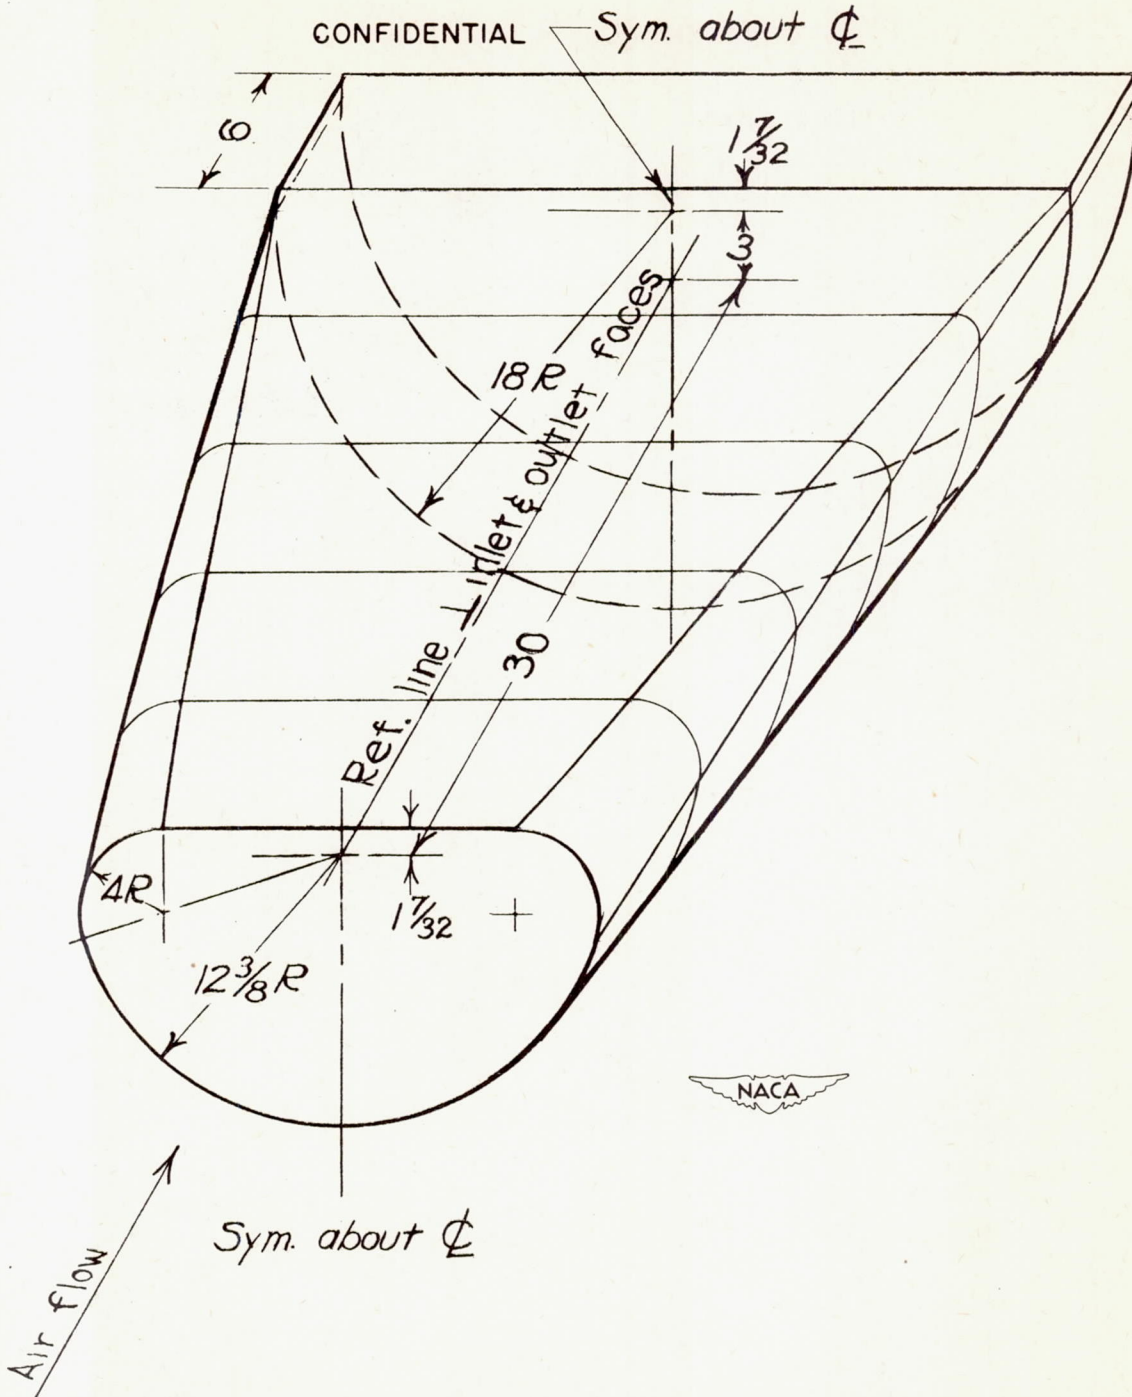 CONFIDENTIAL
Sym. about ℄
6
1 7/32
3
18 R
Ref. line ⊥ inlet & outlet faces
30
4R
1 7/32
12 3/8 R
NACA
Sym. about ℄
Air flow